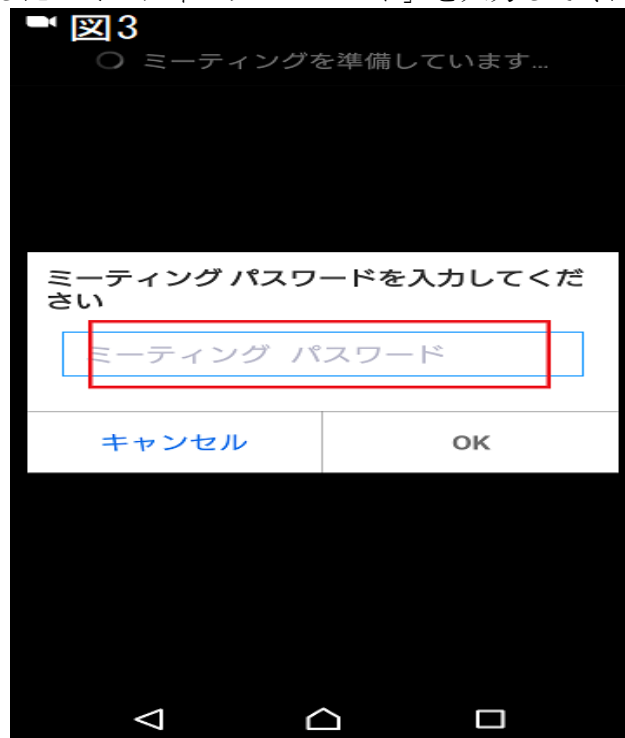 図3
ミーティングを準備しています...
ミーティング パスワードを入力してくだ
さい
ミーティング パスワード
キャンセル
OK